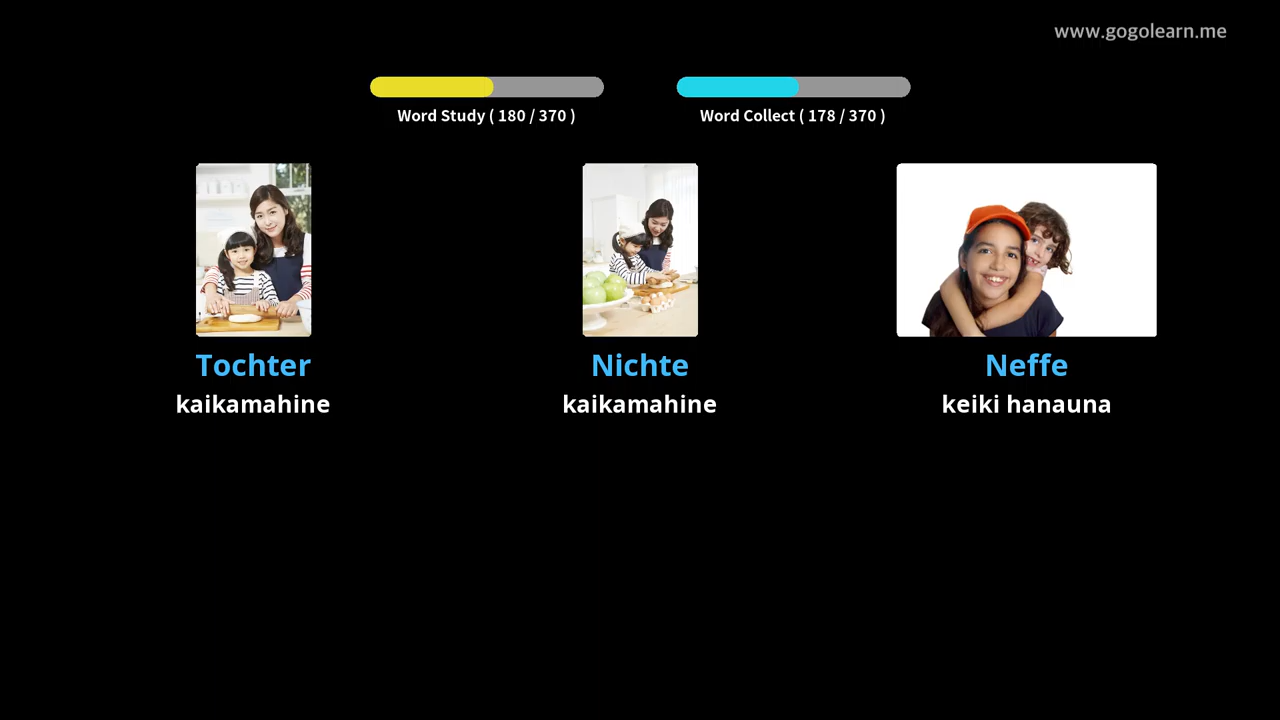 www.gogolearn.me
Word Study ( 180 / 370 )
Word Collect ( 178 / 370 )
Tochter
kaikamahine
Nichte
kaikamahine
Neffe
keiki hanauna